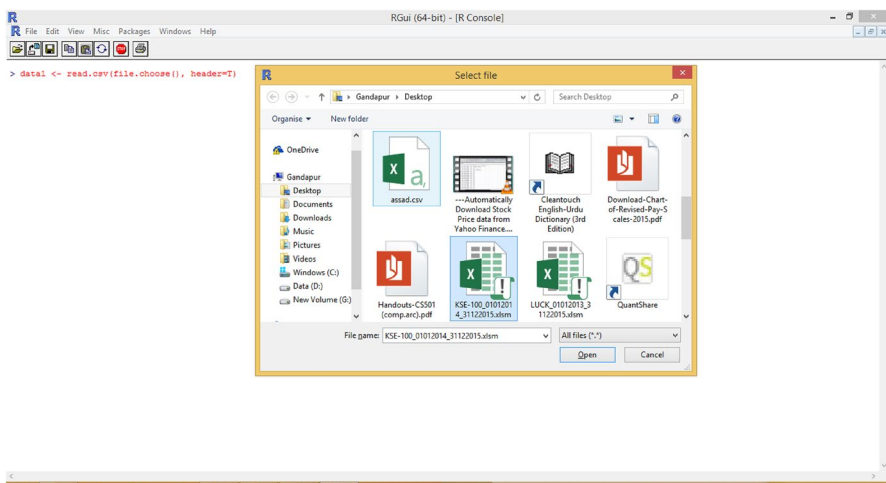 RGui (64-bit) - [R Console]
File Edit View Misc Packages Windows Help
STOP
> data1 <- read.csv(file.choose(), header=T)
Select file
Gandapur Desktop
Search Desktop
Organise New folder
OneDrive
Gandapur
Desktop
Documents
Downloads
Music
Pictures
Videos
Windows (C:)
Data (D:)
New Volume (G:)
X a,
assad.csv
---Automatically
Download Stock
Price data from
Yahoo Finance....
Cleantouch
English-Urdu
Dictionary (3rd
Edition)
Download-Chart-
of-Revised-Pay-S
cales-2015.pdf
Handouts-CS501
(comp.arc).pdf
X
KSE-100_0101201
4_31122015.xlsm
X
LUCK_01012013_3
1122015.xlsm
QS
QuantShare
File name: KSE-100_01012014_31122015.xlsm
All files (*.*)
Open Cancel